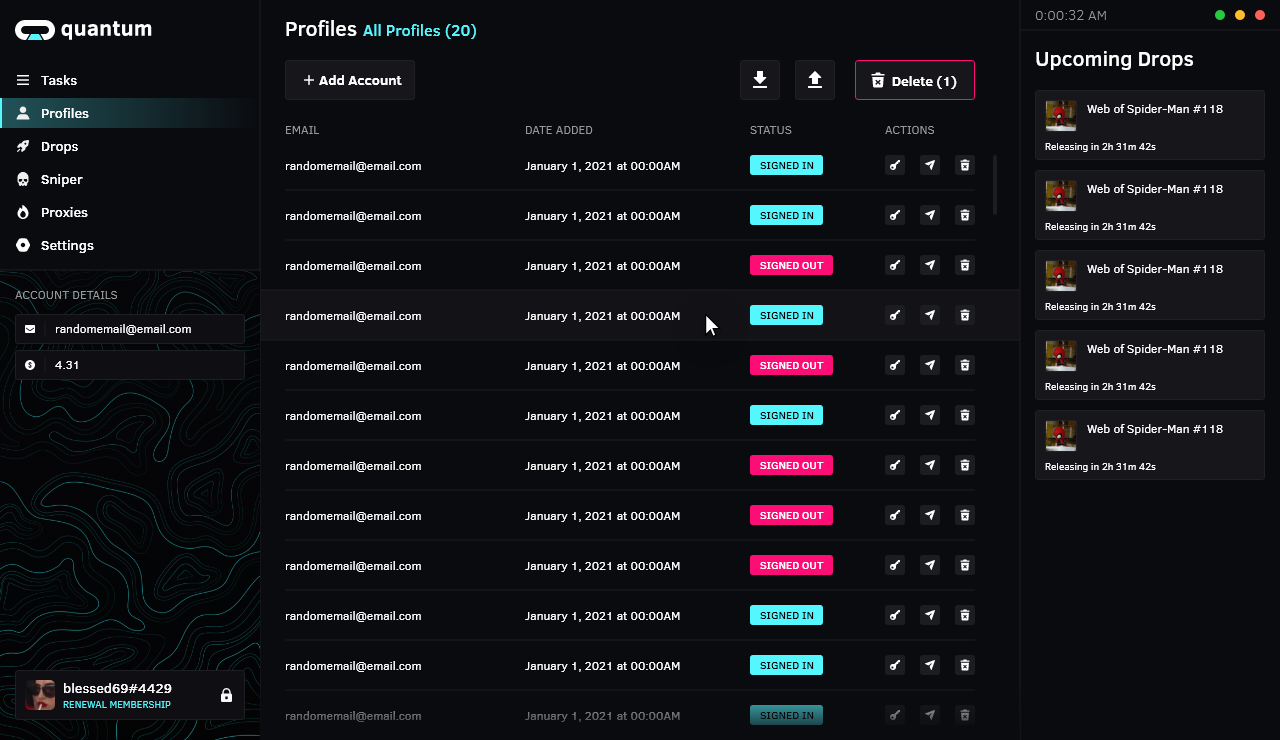 quantum
Tasks
Profiles
Drops
Sniper
Proxies
Settings
ACCOUNT DETAILS
randomemail@email.com
4.31
blessed69#4429
RENEWAL MEMBERSHIP
Profiles All Profiles (20)
+ Add Account
Delete (1)
EMAIL DATE ADDED STATUS ACTIONS
randomemail@email.com January 1, 2021 at 00:00AM SIGNED IN
randomemail@email.com January 1, 2021 at 00:00AM SIGNED IN
randomemail@email.com January 1, 2021 at 00:00AM SIGNED OUT
randomemail@email.com January 1, 2021 at 00:00AM SIGNED IN
randomemail@email.com January 1, 2021 at 00:00AM SIGNED OUT
randomemail@email.com January 1, 2021 at 00:00AM SIGNED IN
randomemail@email.com January 1, 2021 at 00:00AM SIGNED OUT
randomemail@email.com January 1, 2021 at 00:00AM SIGNED OUT
randomemail@email.com January 1, 2021 at 00:00AM SIGNED OUT
randomemail@email.com January 1, 2021 at 00:00AM SIGNED IN
randomemail@email.com January 1, 2021 at 00:00AM SIGNED IN
randomemail@email.com January 1, 2021 at 00:00AM SIGNED IN
0:00:32 AM
Upcoming Drops
Web of Spider-Man #118
Releasing in 2h 31m 42s
Web of Spider-Man #118
Releasing in 2h 31m 42s
Web of Spider-Man #118
Releasing in 2h 31m 42s
Web of Spider-Man #118
Releasing in 2h 31m 42s
Web of Spider-Man #118
Releasing in 2h 31m 42s